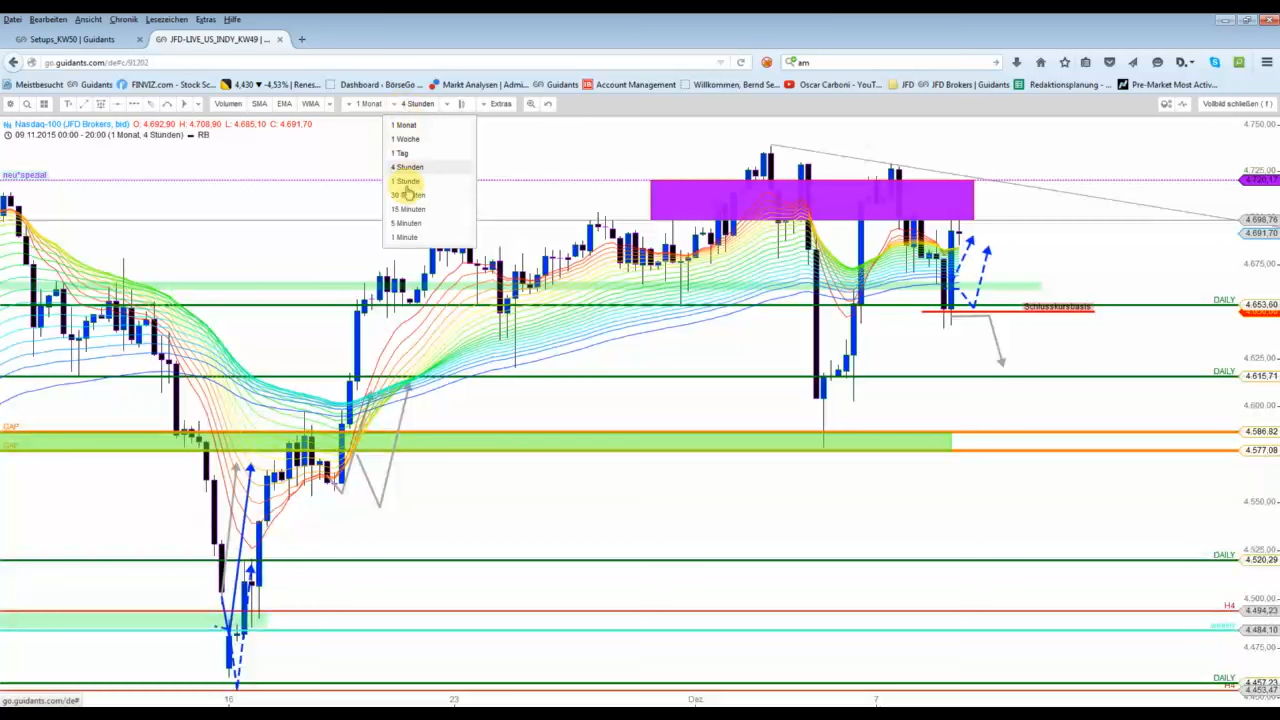 Datei Bearbeiten Ansicht Chronik Lesezeichen Extras Hilfe
Setups_KW50 | Guidants × JFD-LIVE_US_INDY_KW49 | ... × +
go.guidants.com/de#c/91202 am
Meistbesucht Guidants FINVIZ.com - Stock Sc... 4,430 ▾ -4,53% | Renes... Dashboard - BörseGo ... Markt Analysen | Admi... Guidants Account Management Willkommen, Bernd Se... Oscar Carboni - YouT... JFD JFD Brokers | Guidants Redaktionsplanung - ... Pre-Market Most Activ...
Volumen SMA EMA WMA 1 Monat 4 Stunden Extras Vollbild schließen ( f )
Nasdaq-100 (JFD Brokers, bid) O: 4.692,90 H: 4.708,90 L: 4.685,10 C: 4.691,70
09.11.2015 00:00 - 20:00 (1 Monat, 4 Stunden) RB
1 Monat
1 Woche
1 Tag
4 Stunden
1 Stunde
30
15 Minuten
5 Minuten
1 Minute
4.750,00
neu*spezial
4.698,76
4.691,70
4.675,00
DAILY 4.653,60
Schlusskursbasis
4.625,00
DAILY 4.615,71
4.600,00
GAP 4.586,82
GAP 4.577,08
4.550,00
4.525,00
DAILY 4.520,29
4.500,00
H4 4.494,23
4.484,10
4.475,00
DAILY 4.457,23
H4 4.453,47
go.guidants.com/de#
16 23 Dez 7